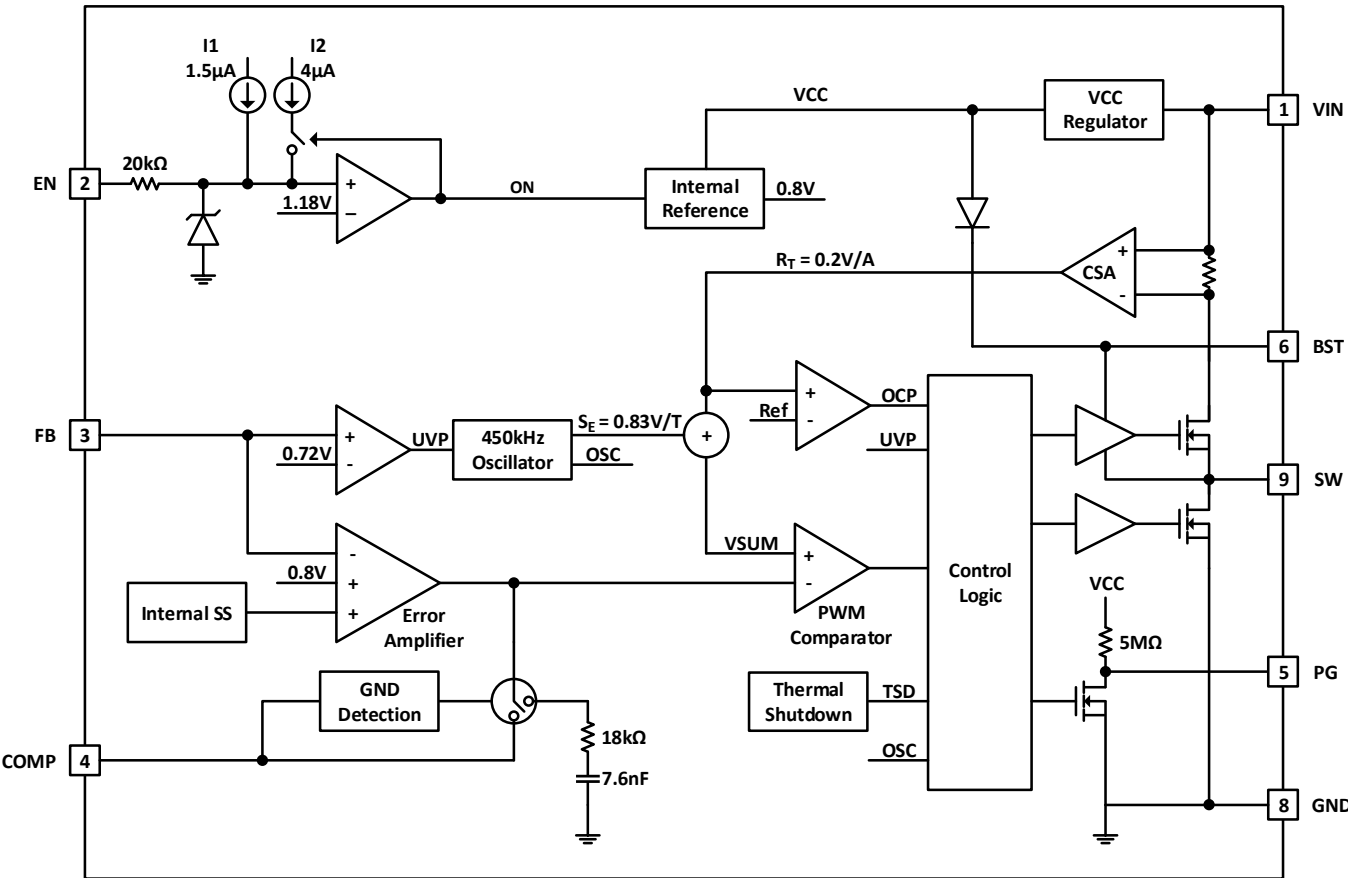 I1
1.5µA
I2
4µA
VCC
VCC
Regulator
1
VIN
EN
2
20kΩ
+
1.18V
−
ON
Internal
Reference
0.8V
RT = 0.2V/A
CSA
+
-
6
BST
FB
3
+
0.72V
-
UVP
450kHz
Oscillator
SE = 0.83V/T
OSC
+
+
Ref
-
OCP
UVP
9
SW
-
0.8V
+
Internal SS
+
Error
Amplifier
VSUM
+
-
PWM
Comparator
Control
Logic
VCC
5MΩ
5
PG
GND
Detection
Thermal
Shutdown
TSD
OSC
COMP
4
18kΩ
7.6nF
8
GND